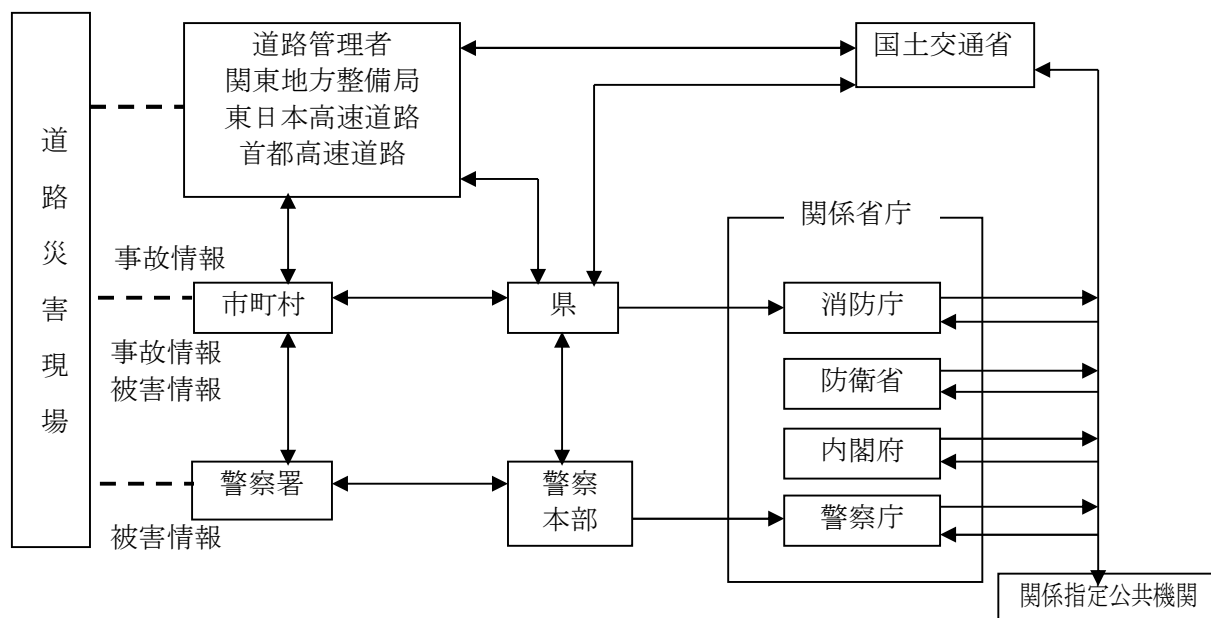 道路災害現場
道路管理者
関東地方整備局
東日本高速道路
首都高速道路
国土交通省
関係省庁
事故情報
市町村
県
消防庁
事故情報
被害情報
防衛省
内閣府
警察署
警察
本部
警察庁
被害情報
関係指定公共機関